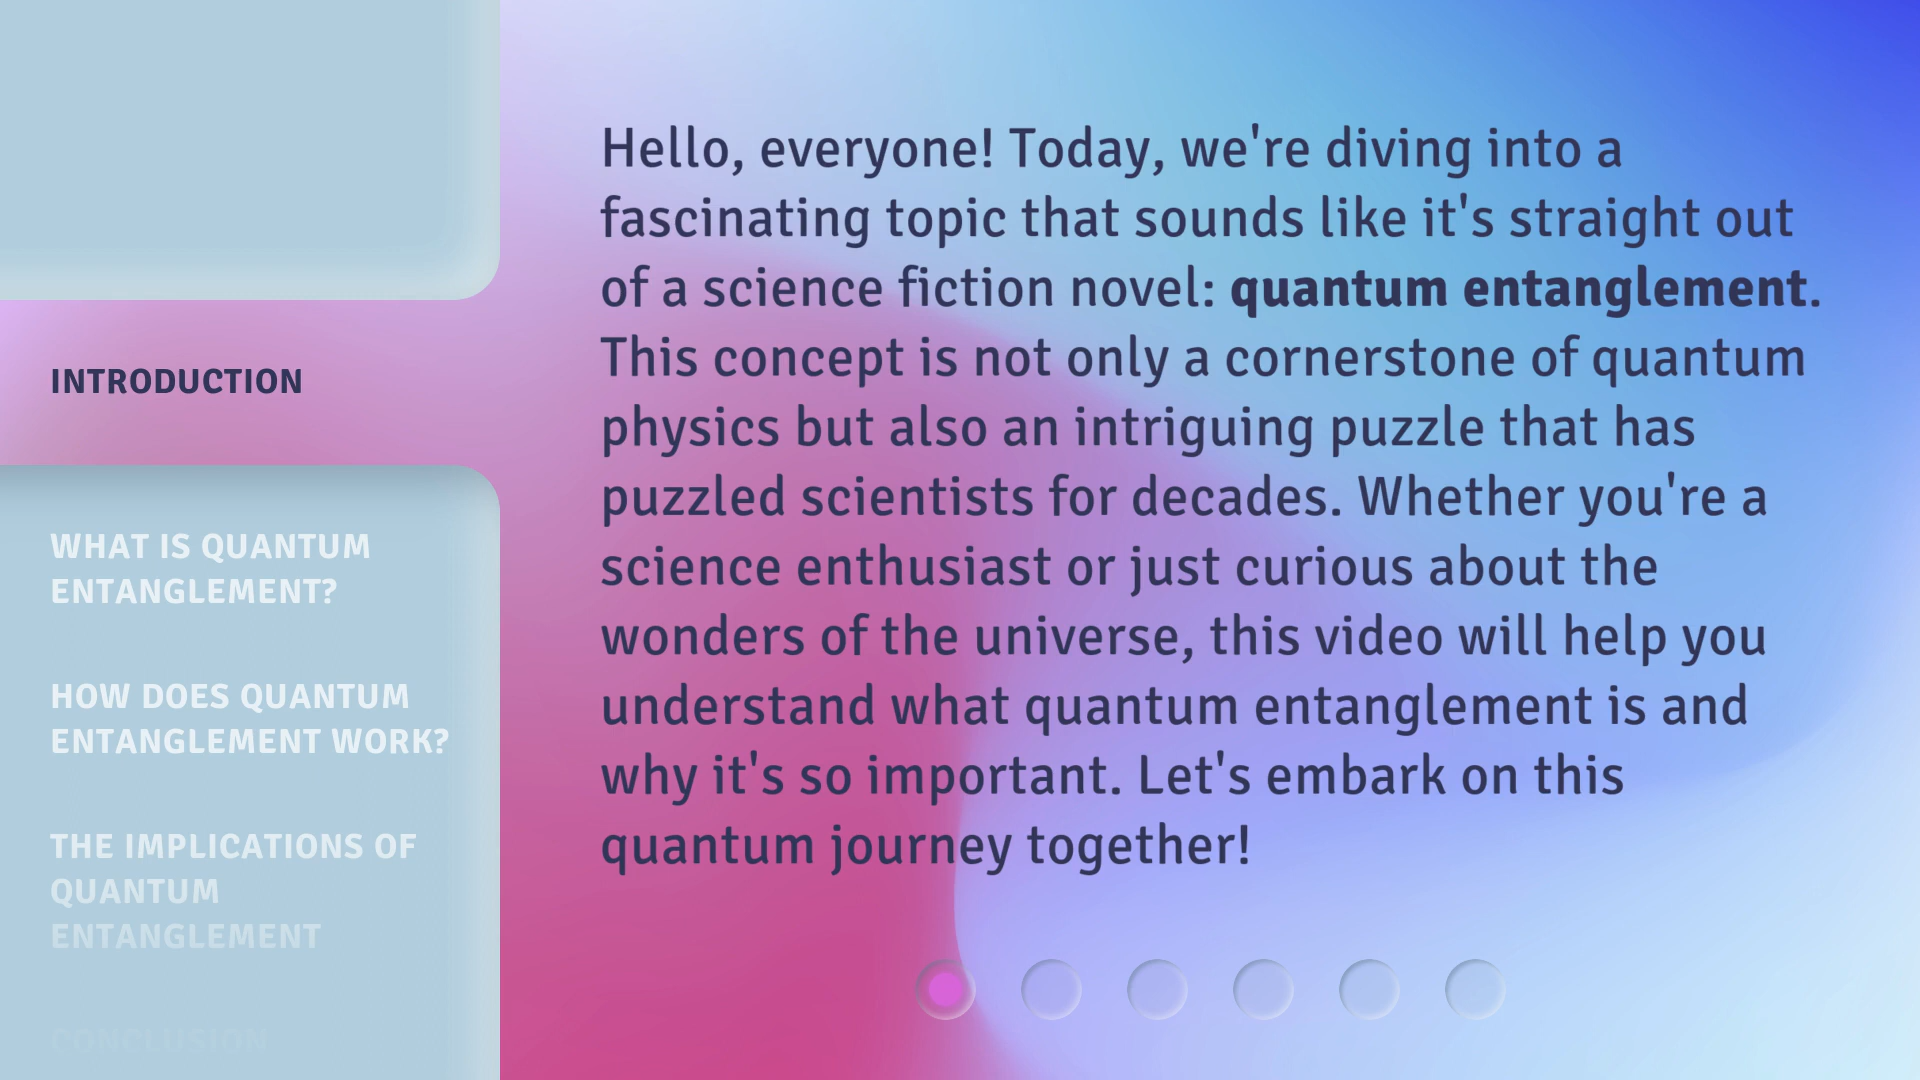 INTRODUCTION
WHAT IS QUANTUM
ENTANGLEMENT?
HOW DOES QUANTUM
ENTANGLEMENT WORK?
THE IMPLICATIONS OF
QUANTUM
ENTANGLEMENT
CONCLUSION
Hello, everyone! Today, we're diving into a
fascinating topic that sounds like it's straight out
of a science fiction novel: quantum entanglement.
This concept is not only a cornerstone of quantum
physics but also an intriguing puzzle that has
puzzled scientists for decades. Whether you're a
science enthusiast or just curious about the
wonders of the universe, this video will help you
understand what quantum entanglement is and
why it's so important. Let's embark on this
quantum journey together!